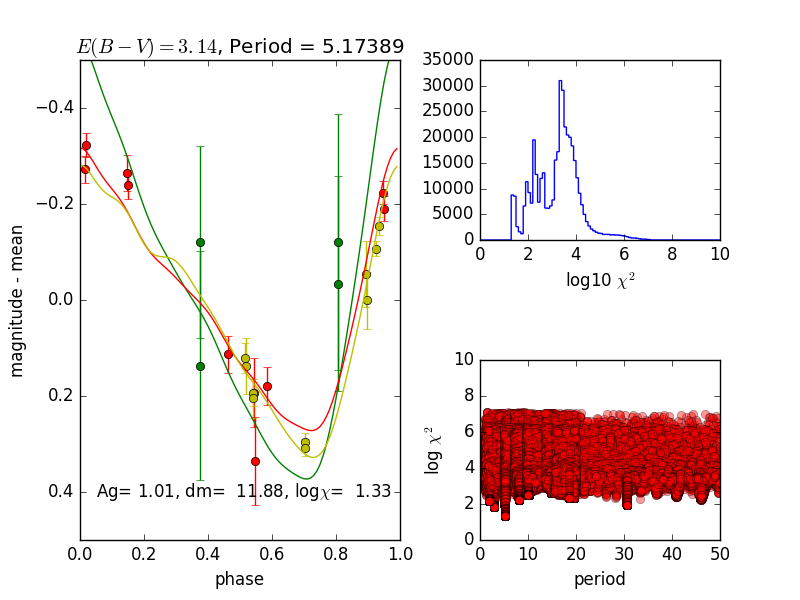 E(B − V) = 3.14, Period = 5.17389
magnitude - mean
−0.4
−0.2
0.0
0.2
0.4
Ag= 1.01, dm= 11.88, logχ= 1.33
0.0 0.2 0.4 0.6 0.8 1.0
phase
35000
30000
25000
20000
15000
10000
5000
0
0 2 4 6 8 10
log10 χ²
log χ²
10
8
6
4
2
0
0 10 20 30 40 50
period